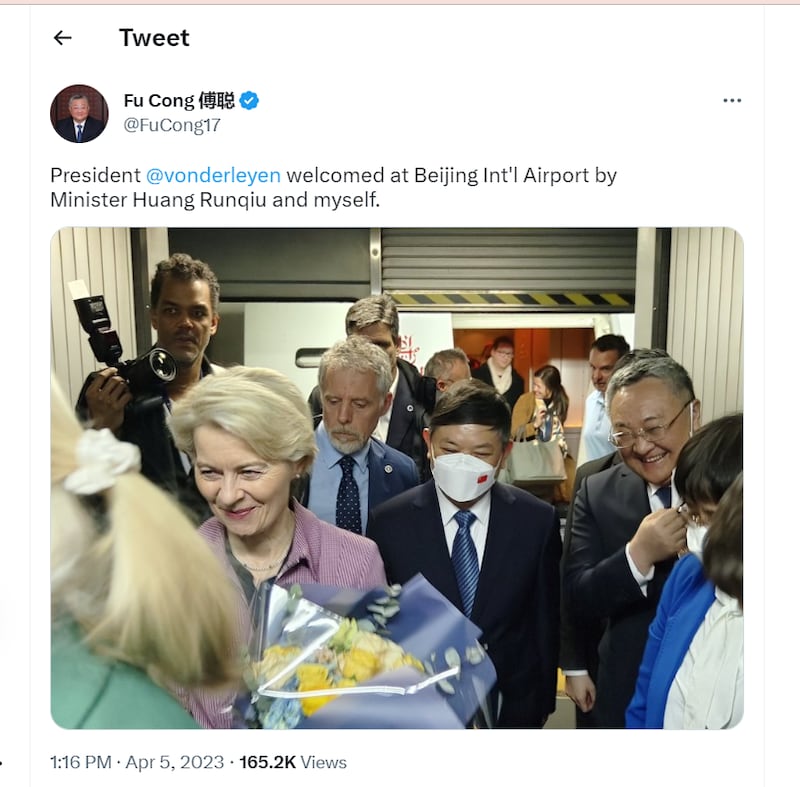 Tweet
Fu Cong 傅聪
@FuCong17
President @vonderleyen welcomed at Beijing Int'l Airport by
Minister Huang Runqiu and myself.
1:16 PM · Apr 5, 2023 · 165.2K Views